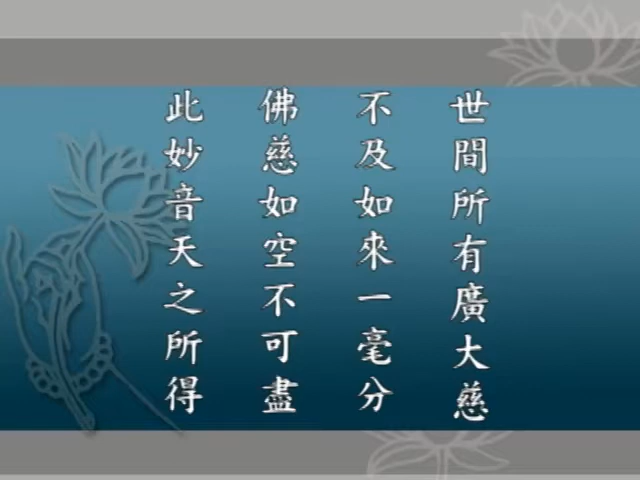 世間所有廣大慈
不及如來一毫分
佛慈如空不可盡
此妙音天之所得